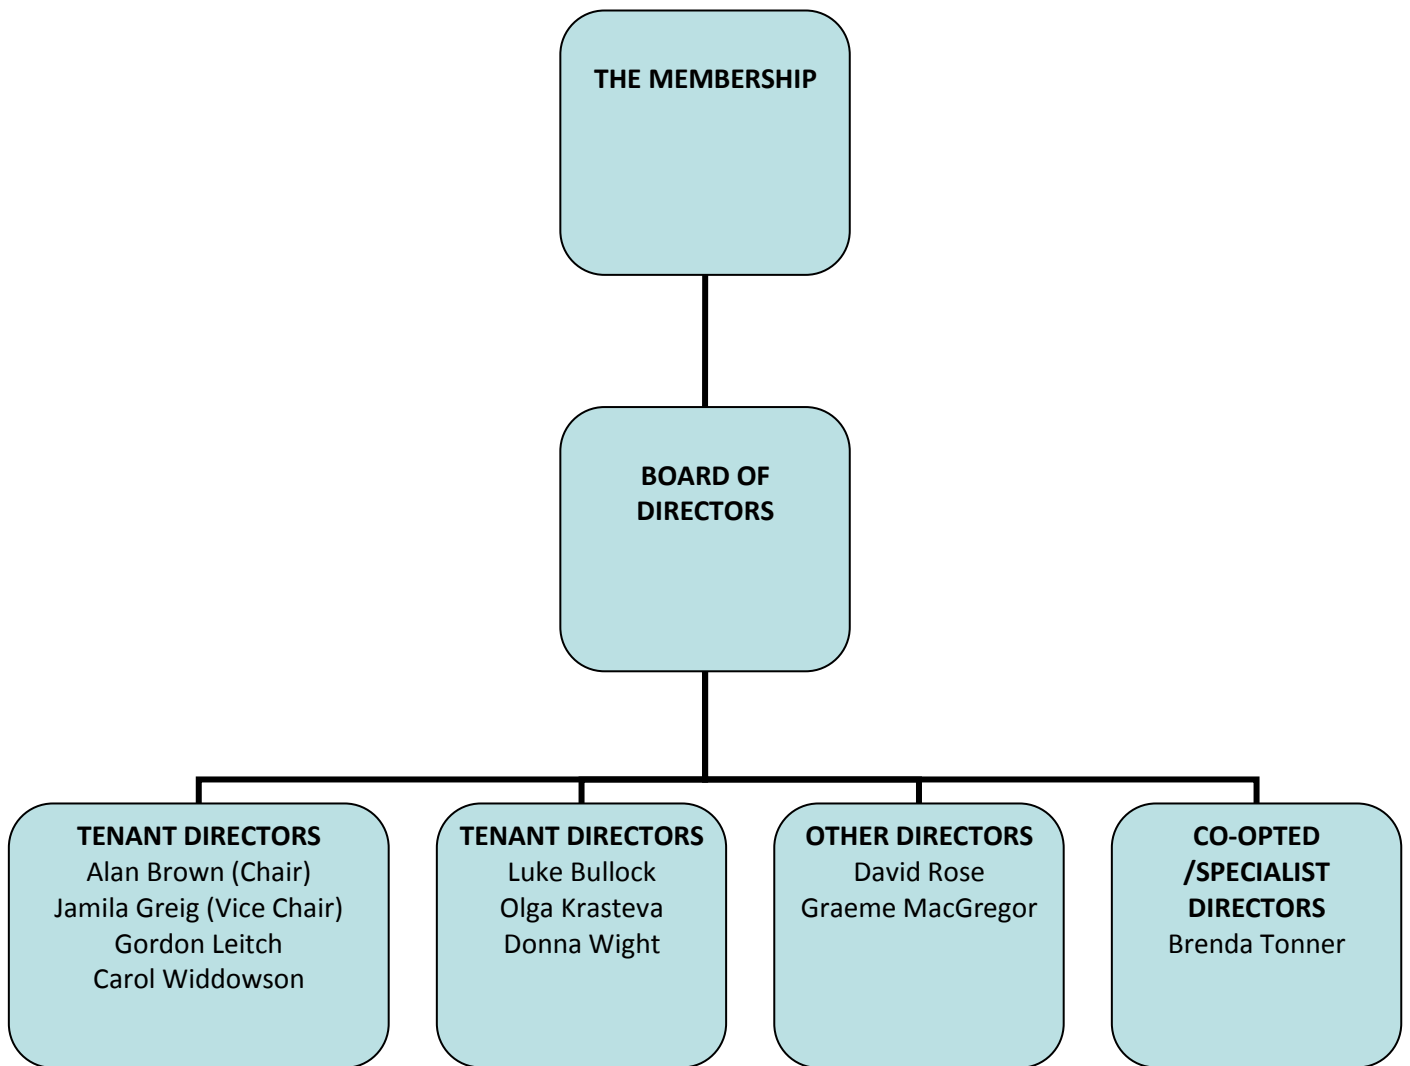 THE MEMBERSHIP
BOARD OF
DIRECTORS
TENANT DIRECTORS
Alan Brown (Chair)
Jamila Greig (Vice Chair)
Gordon Leitch
Carol Widdowson
TENANT DIRECTORS
Luke Bullock
Olga Krasteva
Donna Wight
OTHER DIRECTORS
David Rose
Graeme MacGregor
CO-OPTED
/SPECIALIST
DIRECTORS
Brenda Tonner